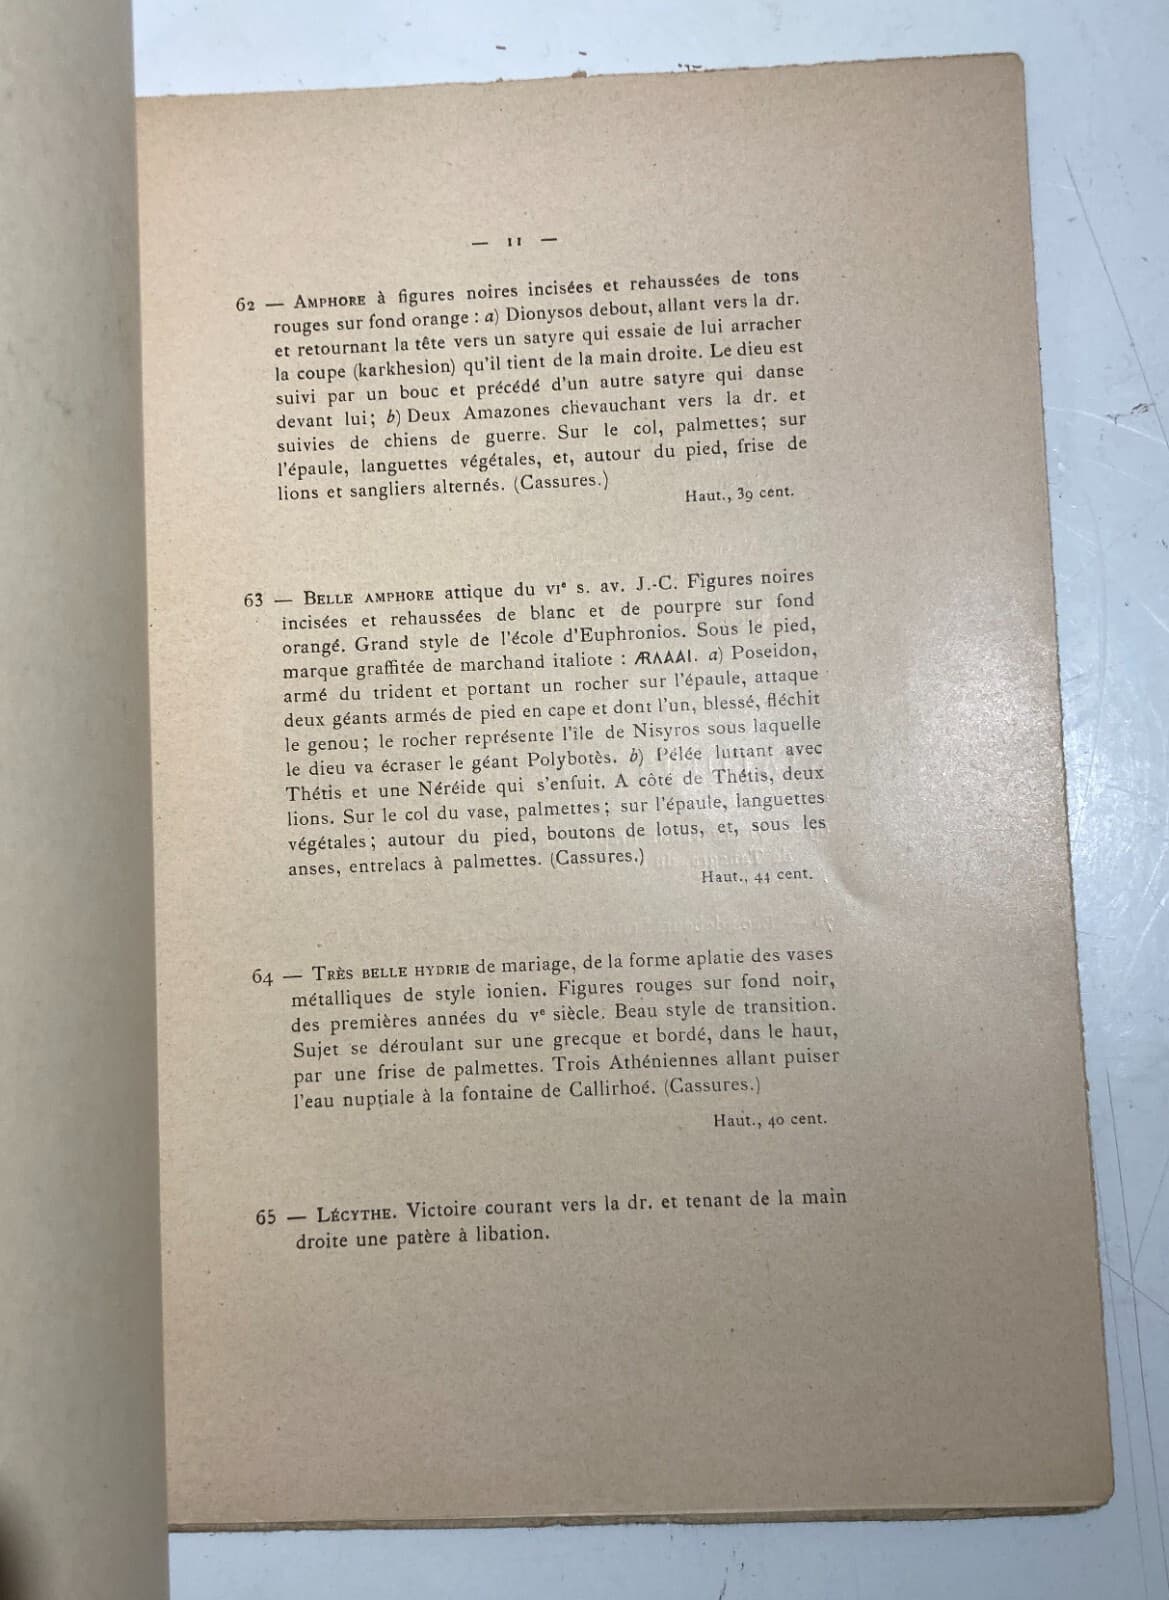 — 11 —
62 — AMPHORE à figures noires incisées et rehaussées de tons
rouges sur fond orange : a) Dionysos debout, allant vers la dr.
et retournant la tête vers un satyre qui essaie de lui arracher
la coupe (karkhesion) qu'il tient de la main droite. Le dieu est
suivi par un bouc et précédé d'un autre satyre qui danse
devant lui; b) Deux Amazones chevauchant vers la dr. et
suivies de chiens de guerre. Sur le col, palmettes; sur
l'épaule, languettes végétales, et, autour du pied, frise de
lions et sangliers alternés. (Cassures.)
Haut., 39 cent.
63 — BELLE AMPHORE attique du VIe s. av. J.-C. Figures noires
incisées et rehaussées de blanc et de pourpre sur fond
orangé. Grand style de l'école d'Euphronios. Sous le pied,
marque graffitée de marchand italiote : ÆRΛAAI. a) Poseidon,
armé du trident et portant un rocher sur l'épaule, attaque
deux géants armés de pied en cape et dont l'un, blessé, fléchit
le genou; le rocher représente l'île de Nisyros sous laquelle
le dieu va écraser le géant Polybotès. b) Pélée luttant avec
Thétis et une Néréide qui s'enfuit. A côté de Thétis, deux
lions. Sur le col du vase, palmettes; sur l'épaule, languettes
végétales; autour du pied, boutons de lotus, et, sous les
anses, entrelacs à palmettes. (Cassures.)
Haut., 44 cent.
64 — TRÈS BELLE HYDRIE de mariage, de la forme aplatie des vases
métalliques de style ionien. Figures rouges sur fond noir,
des premières années du Ve siècle. Beau style de transition.
Sujet se déroulant sur une grecque et bordé, dans le haut,
par une frise de palmettes. Trois Athéniennes allant puiser
l'eau nuptiale à la fontaine de Callirhoé. (Cassures.)
Haut., 40 cent.
65 — LÉCYTHE. Victoire courant vers la dr. et tenant de la main
droite une patère à libation.